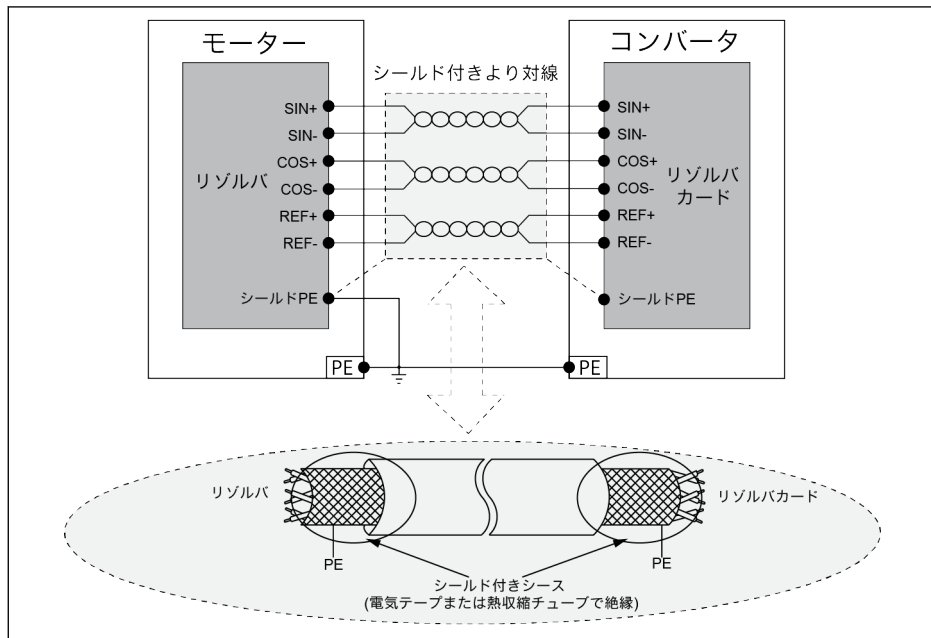 モーター
コンバータ
シールド付きより対線
SIN+
SIN-
COS+
COS-
REF+
REF-
リゾルバ
シールドPE
PE
SIN+
SIN-
COS+
COS-
REF+
REF-
リゾルバ
カード
シールドPE
PE
リゾルバ
リゾルバカード
PE
PE
シールド付きシース
(電気テープまたは熱収縮チューブで絶縁)